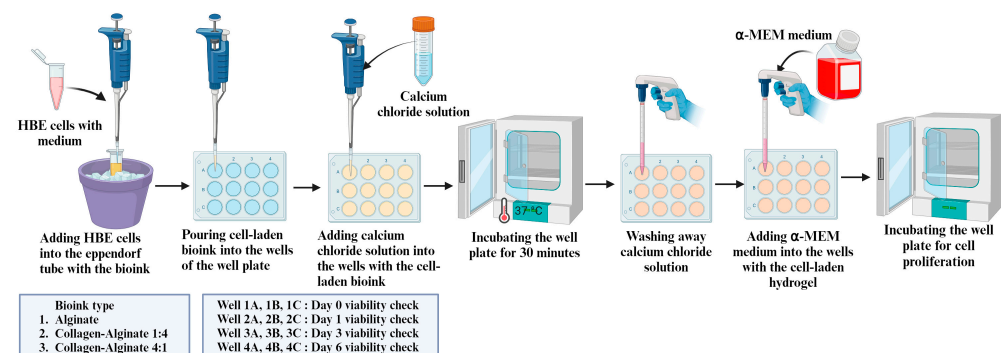 α-MEM medium
HBE cells with
medium
Calcium
chloride solution
1 2 3 4
A
B
C
37°C
Adding HBE cells
into the eppendorf
tube with the bioink
Pouring cell-laden
bioink into the wells
of the well plate
Adding calcium
chloride solution into
the wells with the cell-
laden bioink
Incubating the well
plate for 30 minutes
Washing away
calcium chloride
solution
Adding α-MEM
medium into the wells
with the cell-laden
hydrogel
Incubating the well
plate for cell
proliferation
Bioink type
1. Alginate
2. Collagen-Alginate 1:4
3. Collagen-Alginate 4:1
Well 1A, 1B, 1C : Day 0 viability check
Well 2A, 2B, 2C : Day 1 viability check
Well 3A, 3B, 3C : Day 3 viability check
Well 4A, 4B, 4C : Day 6 viability check